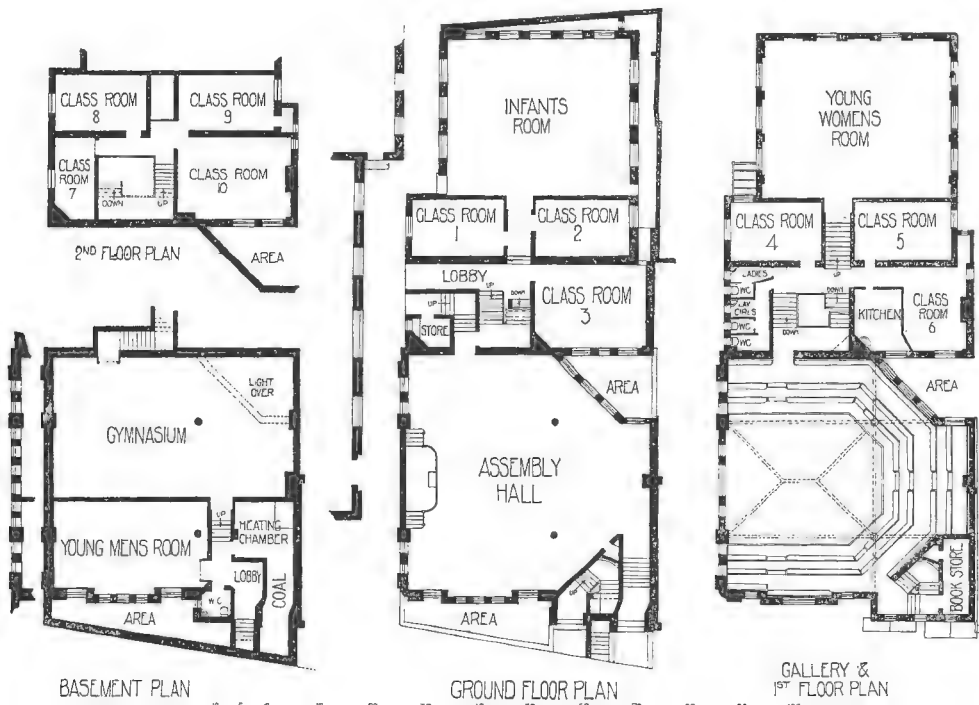 CLASS ROOM
8
CLASS ROOM
9
CLASS
ROOM
7
CLASS ROOM
10
DOWN
UP
2ND FLOOR PLAN
AREA
LIGHT
OVER
GYMNASIUM
UP
HEATING
CHAMBER
YOUNG MENS ROOM
LOBBY
COAL
W C
AREA
BASEMENT PLAN
INFANTS
ROOM
CLASS ROOM
1
CLASS ROOM
2
LOBBY
UP
DOWN
CLASS ROOM
3
STORE
AREA
ASSEMBLY
HALL
UP
AREA
GROUND FLOOR PLAN
YOUNG
WOMENS
ROOM
CLASS ROOM
4
CLASS ROOM
5
UP
LADIES
WC
LAV
GIRLS
WC
WC
DOWN
DOWN
KITCHEN
CLASS
ROOM
6
AREA
BOOK STORE
GALLERY &
1ST FLOOR PLAN